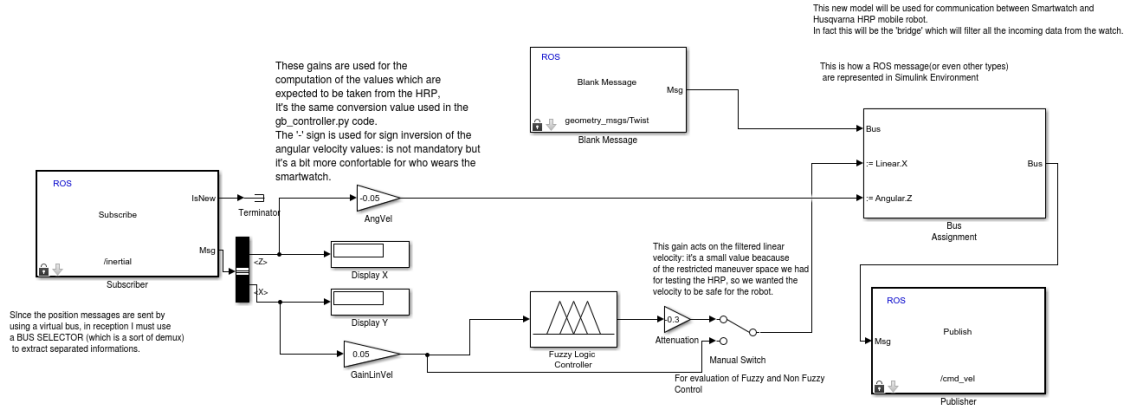 This new model will be used for communication between Smartwatch and
Husqvarna HRP mobile robot.
In fact this will be the 'bridge' which will filter all the incoming data from the watch.
This is how a ROS message(or even other types)
are represented in Simulink Environment
These gains are used for the
computation of the values which are
expected to be taken from the HRP,
It's the same conversion value used in the
gb_controller.py code.
The '-' sign is used for sign inversion of the
angular velocity values: is not mandatory but
it's a bit more confortable for who wears the
smartwatch.
ROS
Blank Message
Msg
geometry_msgs/Twist
Blank Message
Bus
:= Linear.X
:= Angular.Z
Bus
Bus
Assignment
ROS
IsNew
Subscribe
Msg
/inertial
Subscriber
Terminator
-0.05
AngVel
<Z>
Display X
<X>
Display Y
0.05
GainLinVel
Fuzzy Logic
Controller
This gain acts on the filtered linear
velocity: it's a small value beacause
of the restricted maneuver space we had
for testing the HRP, so we wanted the
velocity to be safe for the robot.
-0.3
Attenuation
Manual Switch
For evaluation of Fuzzy and Non Fuzzy
Control
ROS
Publish
Msg
/cmd_vel
Publisher
SInce the position messages are sent by
using a virtual bus, in reception I must use
a BUS SELECTOR (which is a sort of demux)
to extract separated informations.